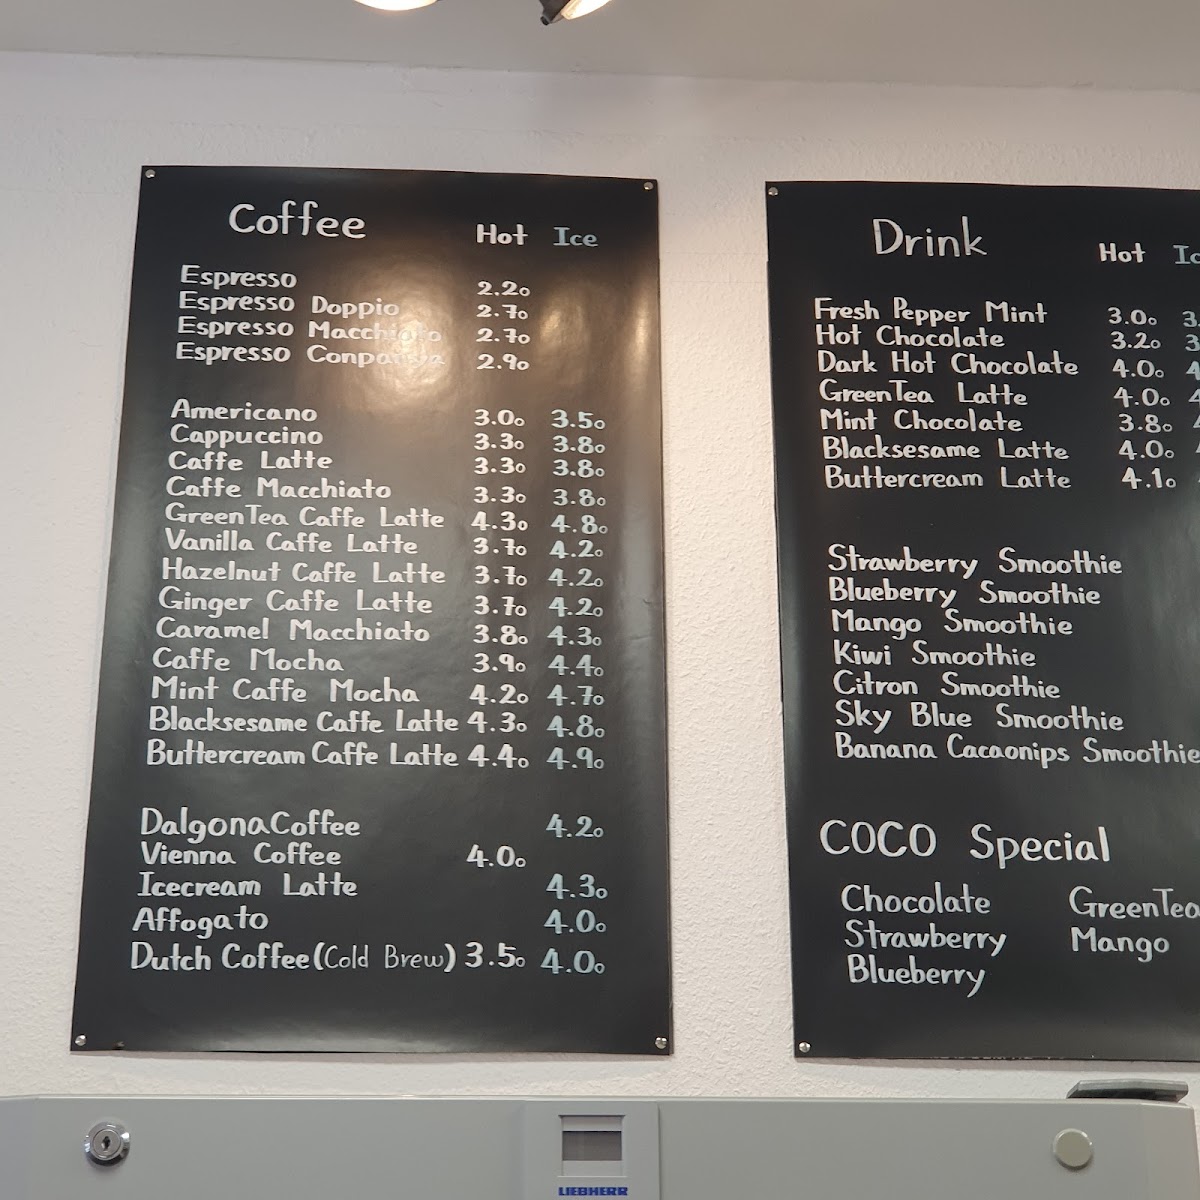 Coffee Hot Ice
Espresso 2.20
Espresso Doppio 2.70
Espresso Macchiato 2.70
Espresso Conpanna 2.90
Americano 3.00 3.50
Cappuccino 3.30 3.80
Caffe Latte 3.30 3.80
Caffe Macchiato 3.30 3.80
GreenTea Caffe Latte 4.30 4.80
Vanilla Caffe Latte 3.70 4.20
Hazelnut Caffe Latte 3.70 4.20
Ginger Caffe Latte 3.70 4.20
Caramel Macchiato 3.80 4.30
Caffe Mocha 3.90 4.40
Mint Caffe Mocha 4.20 4.70
Blacksesame Caffe Latte 4.30 4.80
Buttercream Caffe Latte 4.40 4.90
Dalgona Coffee 4.20
Vienna Coffee 4.00
Icecream Latte 4.30
Affogato 4.00
Dutch Coffee (Cold Brew) 3.50 4.00
Drink Hot
Fresh Pepper Mint 3.00
Hot Chocolate 3.20
Dark Hot Chocolate 4.00
GreenTea Latte 4.00
Mint Chocolate 3.80
Blacksesame Latte 4.00
Buttercream Latte 4.10
Strawberry Smoothie
Blueberry Smoothie
Mango Smoothie
Kiwi Smoothie
Citron Smoothie
Sky Blue Smoothie
Banana Cacaonips Smoothie
COCO Special
Chocolate GreenTea
Strawberry Mango
Blueberry
LIEBHERR